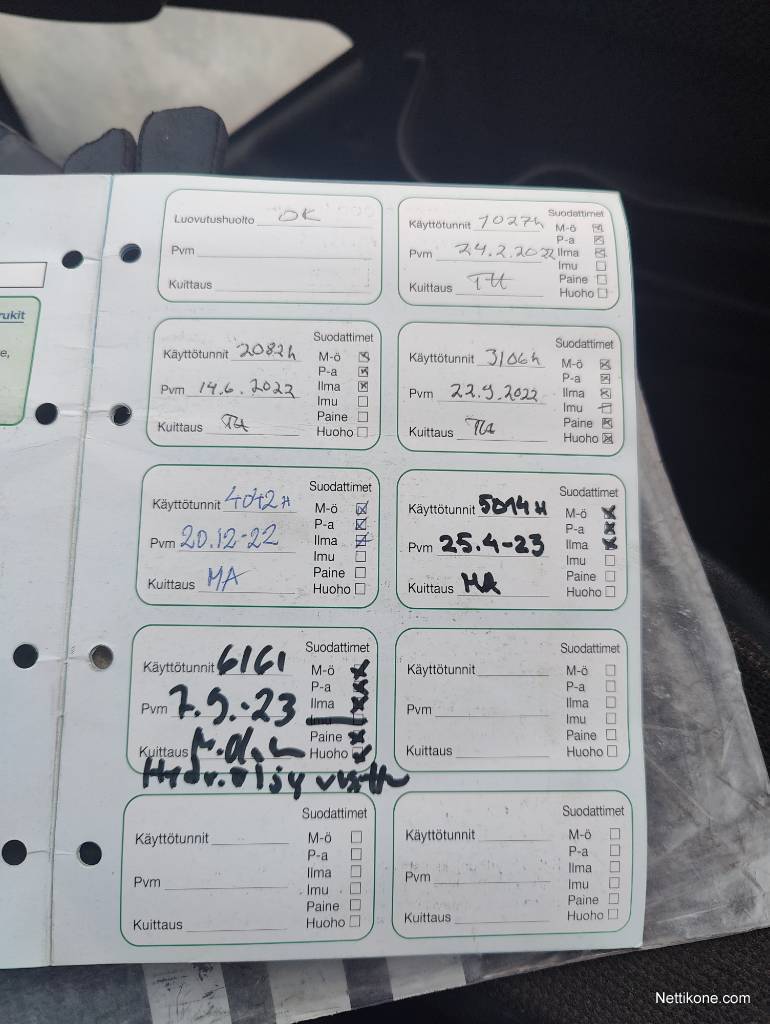 rukit
e,
Luovutushuolto OK
Pvm
Kuittaus
Suodattimet
Käyttötunnit 1027h M-ö
P-a
Pvm 24.2.2022 Ilma
Imu
Kuittaus TH Paine
Huoho
Suodattimet
Käyttötunnit 2082h M-ö
P-a
Pvm 14.6.2022 Ilma
Imu
Kuittaus Paine
Huoho
Suodattimet
Käyttötunnit 3106h M-ö
P-a
Pvm 22.9.2022 Ilma
Imu
Kuittaus Paine
Huoho
Suodattimet
Käyttötunnit 4042H M-ö
P-a
Pvm 20.12-22 Ilma
Imu
Kuittaus MA Paine
Huoho
Suodattimet
Käyttötunnit 5014H M-ö
P-a
Pvm 25.4-23 Ilma
Imu
Kuittaus MA Paine
Huoho
Suodattimet
Käyttötunnit 6161 M-ö
P-a
Pvm 7.9.-23 Ilma
Imu
Paine
Kuittaus Huoho
Hydr.öljy
Suodattimet
Käyttötunnit M-ö
P-a
Pvm Ilma
Imu
Paine
Kuittaus Huoho
Suodattimet
Käyttötunnit M-ö
P-a
Ilma
Pvm Imu
Paine
Kuittaus Huoho
Suodattimet
Käyttötunnit M-ö
P-a
Ilma
Pvm Imu
Paine
Kuittaus Huoho
Nettikone.com